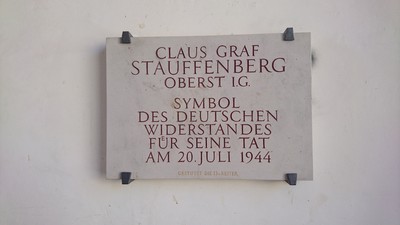 CLAUS GRAF
STAUFFENBERG
OBERST I.G.
SYMBOL
DES DEUTSCHEN
WIDERSTANDES
FÜR SEINE TAT
AM 20. JULI 1944